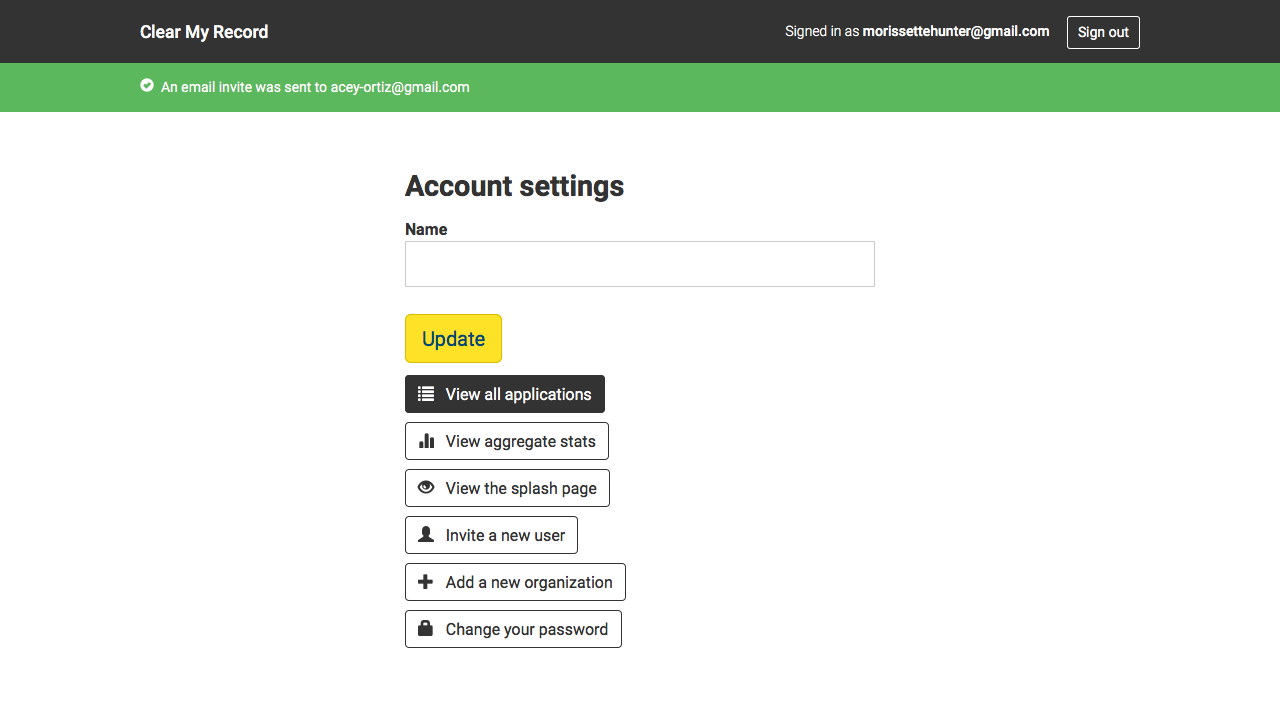 Clear My Record
Signed in as morissettehunter@gmail.com
Sign out
An email invite was sent to acey-ortiz@gmail.com
Account settings
Name
Update
View all applications
View aggregate stats
View the splash page
Invite a new user
Add a new organization
Change your password